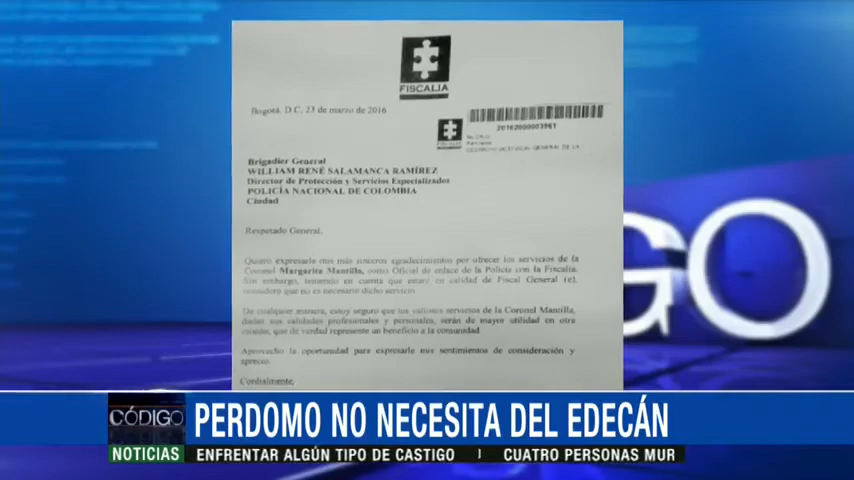 FISCALIA
Bogotá, D.C. 23 de marzo de 2016
20162000003961
Brigadier General
WILLIAM RENÉ SALAMANCA RAMÍREZ
Director de Protección y Servicios Especializados
POLICÍA NACIONAL DE COLOMBIA
Ciudad
Respetado General,
Quiero expresarle mis más sinceros agradecimientos por ofrecer los servicios de la
Coronel Margarita Mantilla, como Oficial de enlace de la Policía con la Fiscalía.
Sin embargo, teniendo en cuenta que estaré en calidad de Fiscal General (e),
considero que no es necesario dicho servicio.
De cualquier manera, estoy seguro que los valiosos servicios de la Coronel Mantilla,
dadas sus calidades profesionales y personales, serán de mayor utilidad en otra
que de verdad represente un beneficio a la comunidad.
Aprovecho la oportunidad para expresarle mis sentimientos de consideración y
aprecio.
Cordialmente,
GO
CÓDIGO
PERDOMO NO NECESITA DEL EDECÁN
NOTICIAS
ENFRENTAR ALGÚN TIPO DE CASTIGO
CUATRO PERSONAS MUR